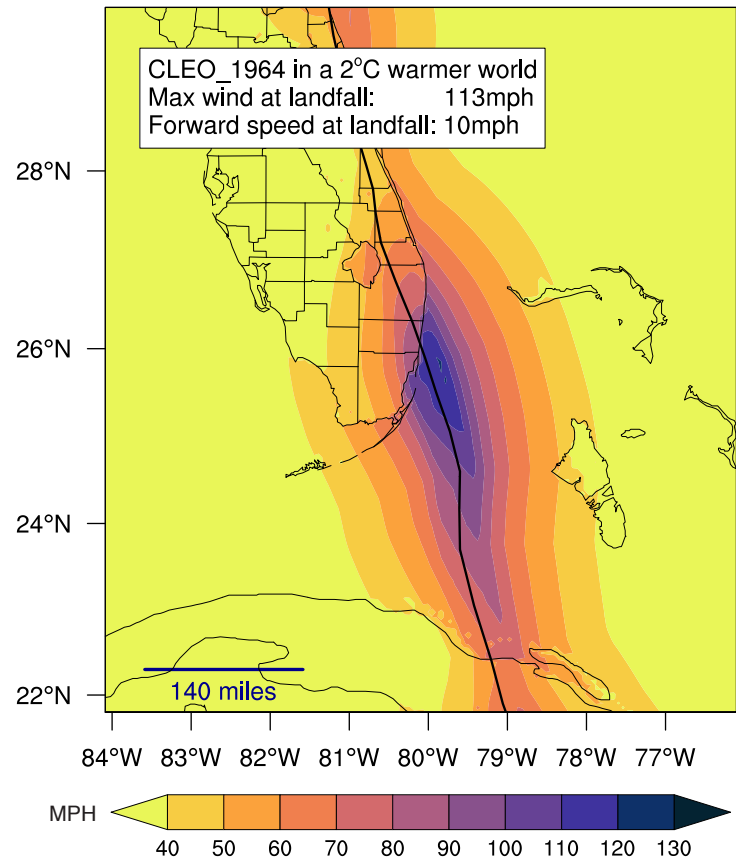 CLEO_1964 in a 2°C warmer world
Max wind at landfall: 113mph
Forward speed at landfall: 10mph
28°N
26°N
24°N
22°N
140 miles
84°W 83°W 82°W 81°W 80°W 79°W 78°W 77°W
MPH
40 50 60 70 80 90 100 110 120 130